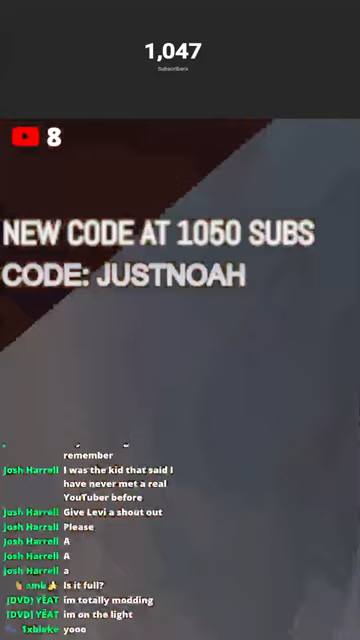 1,047
Subscribers
8
NEW CODE AT 1050 SUBS
CODE: JUSTNOAH
remember
Josh Harrell I was the kid that said I
have never met a real
YouTuber before
Josh Harrell Give Levi a shout out
Josh Harrell Please
Josh Harrell A
Josh Harrell A
Josh Harrell a
amb Is it full?
[DVD] YEAT im totally modding
[DVD] YEAT im on the light
1xbloke yooo